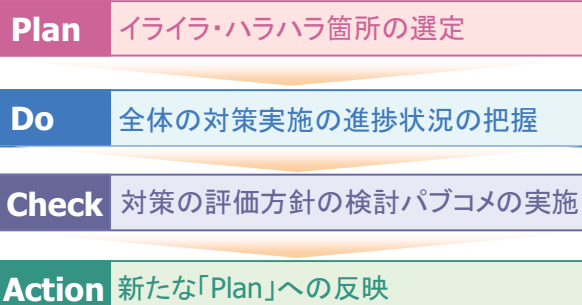 Plan イライラ・ハラハラ箇所の選定
Do 全体の対策実施の進捗状況の把握
Check 対策の評価方針の検討パブコメの実施
Action 新たな｢Plan｣への反映